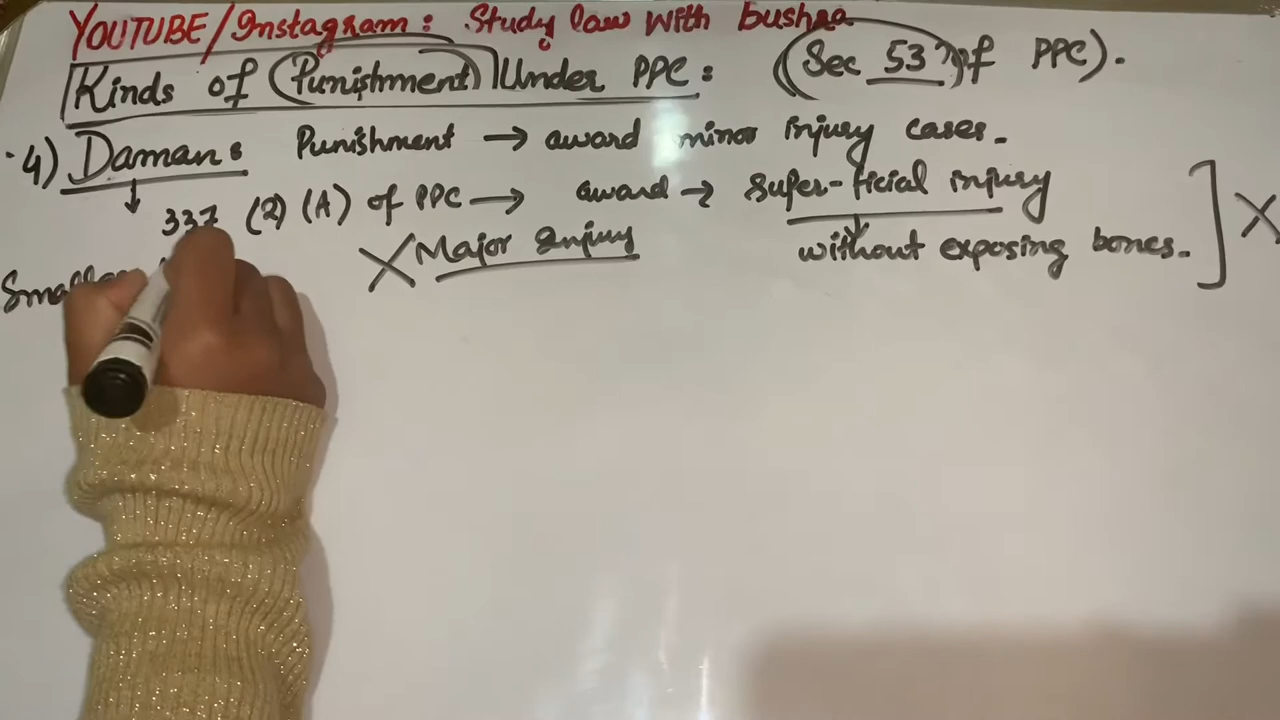 YOUTUBE/Instagram: Study law with bushra
Kinds of Punishment Under PPC: (Sec 53 of PPC).
4) Daman: Punishment → award minor injury cases.
337 (2) (A) of PPC → award → super-ficial injury
X Major Injury without exposing bones.